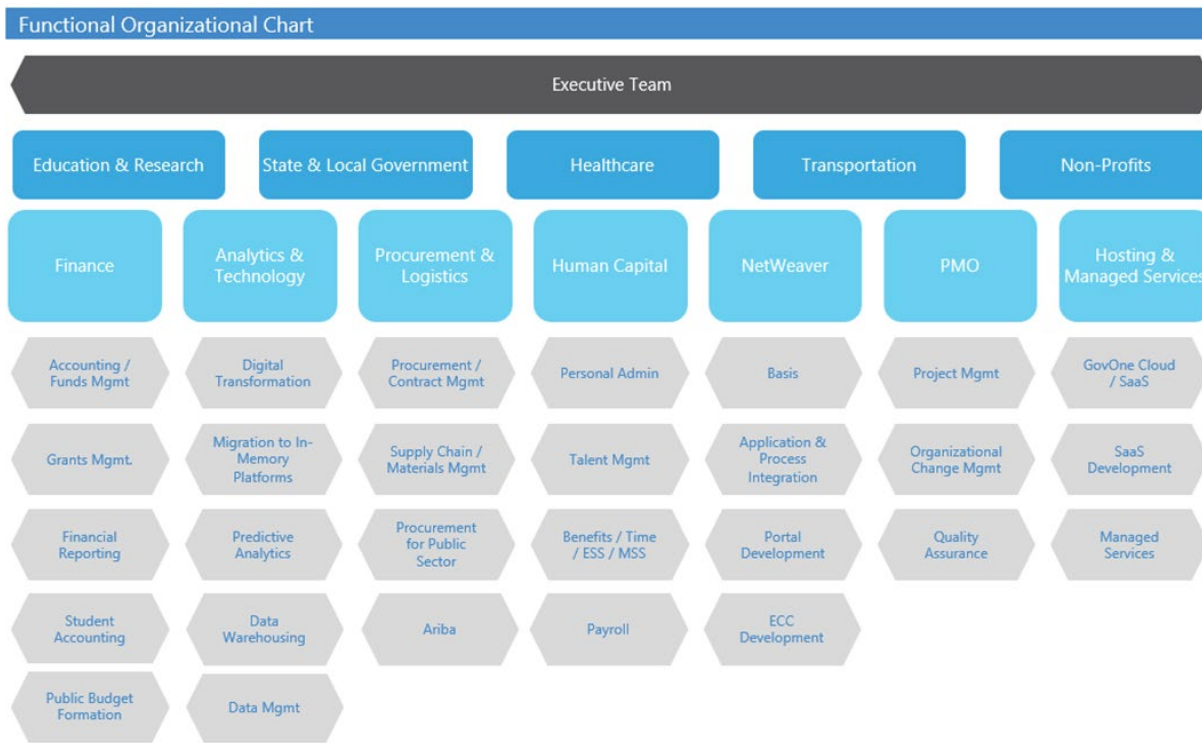 Functional Organizational Chart
Executive Team
Education & Research
State & Local Government
Healthcare
Transportation
Non-Profits
Finance
Analytics &
Technology
Procurement &
Logistics
Human Capital
NetWeaver
PMO
Hosting &
Managed Services
Accounting /
Funds Mgmt
Digital
Transformation
Procurement /
Contract Mgmt
Personal Admin
Basis
Project Mgmt
GovOne Cloud
/ SaaS
Grants Mgmt.
Migration to In-
Memory
Platforms
Supply Chain /
Materials Mgmt
Talent Mgmt
Application &
Process
Integration
Organizational
Change Mgmt
SaaS
Development
Financial
Reporting
Predictive
Analytics
Procurement
for Public
Sector
Benefits / Time
/ ESS / MSS
Portal
Development
Quality
Assurance
Managed
Services
Student
Accounting
Data
Warehousing
Ariba
Payroll
ECC
Development
Public Budget
Formation
Data Mgmt